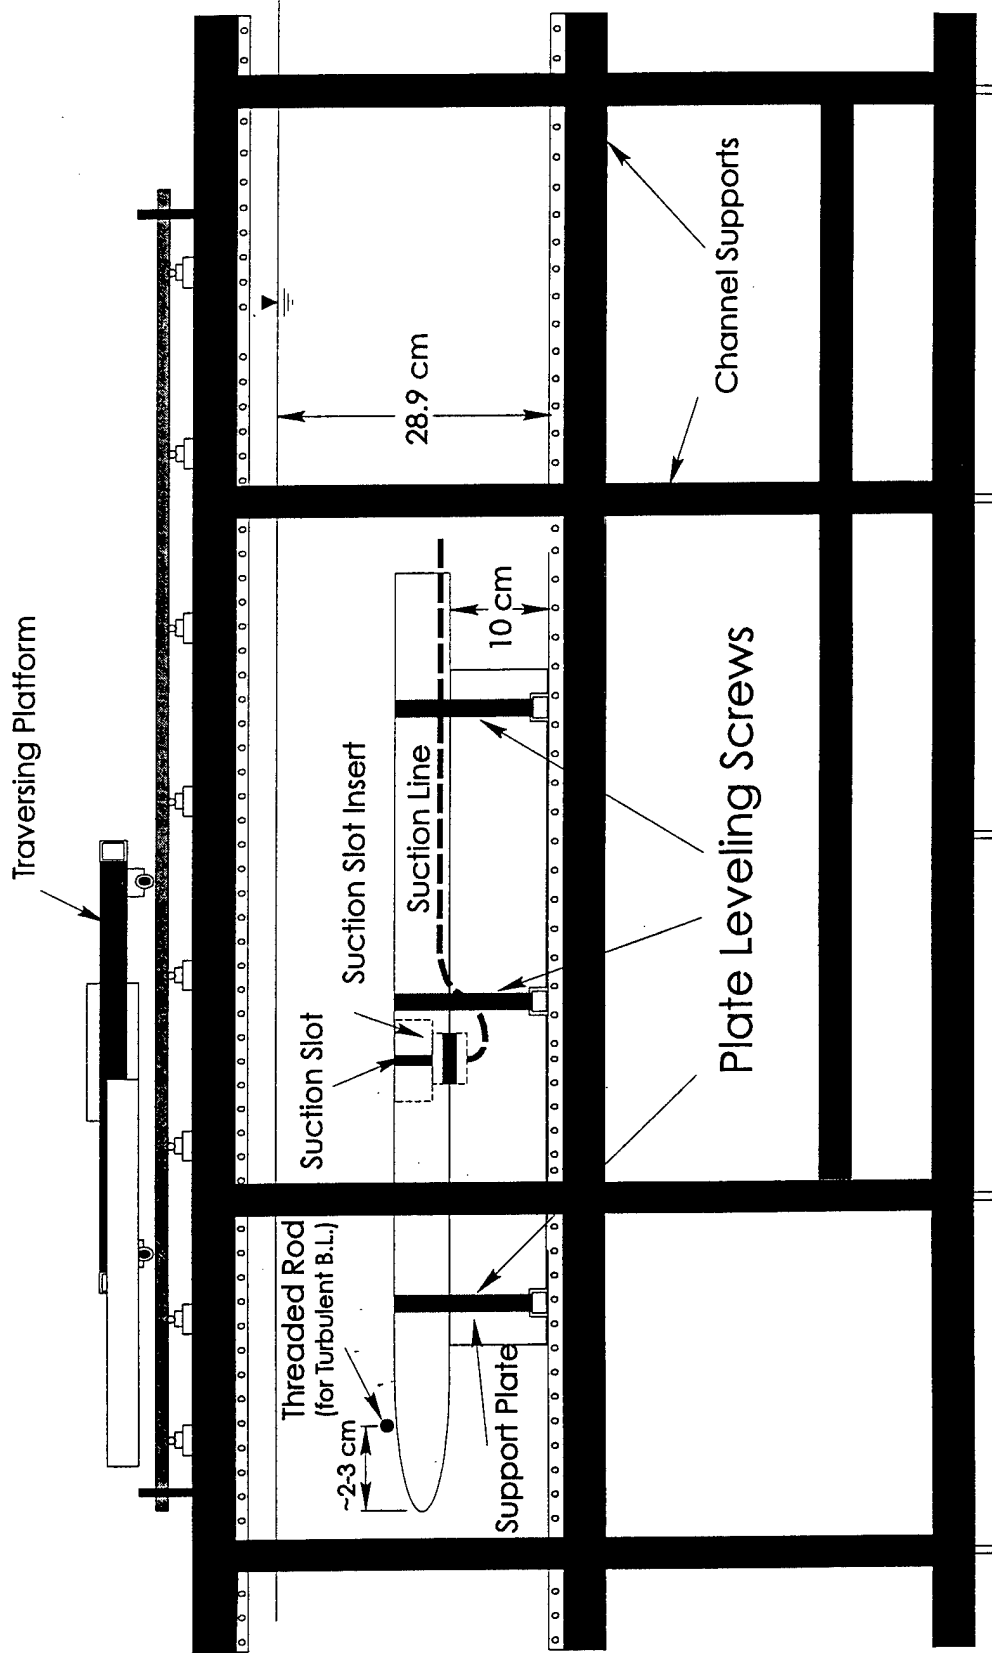 Traversing Platform
Threaded Rod
(for Turbulent B.L.)
~2-3 cm
Support Plate
Suction Slot
Suction Slot Insert
Suction Line
10 cm
28.9 cm
Plate Leveling Screws
Channel Supports